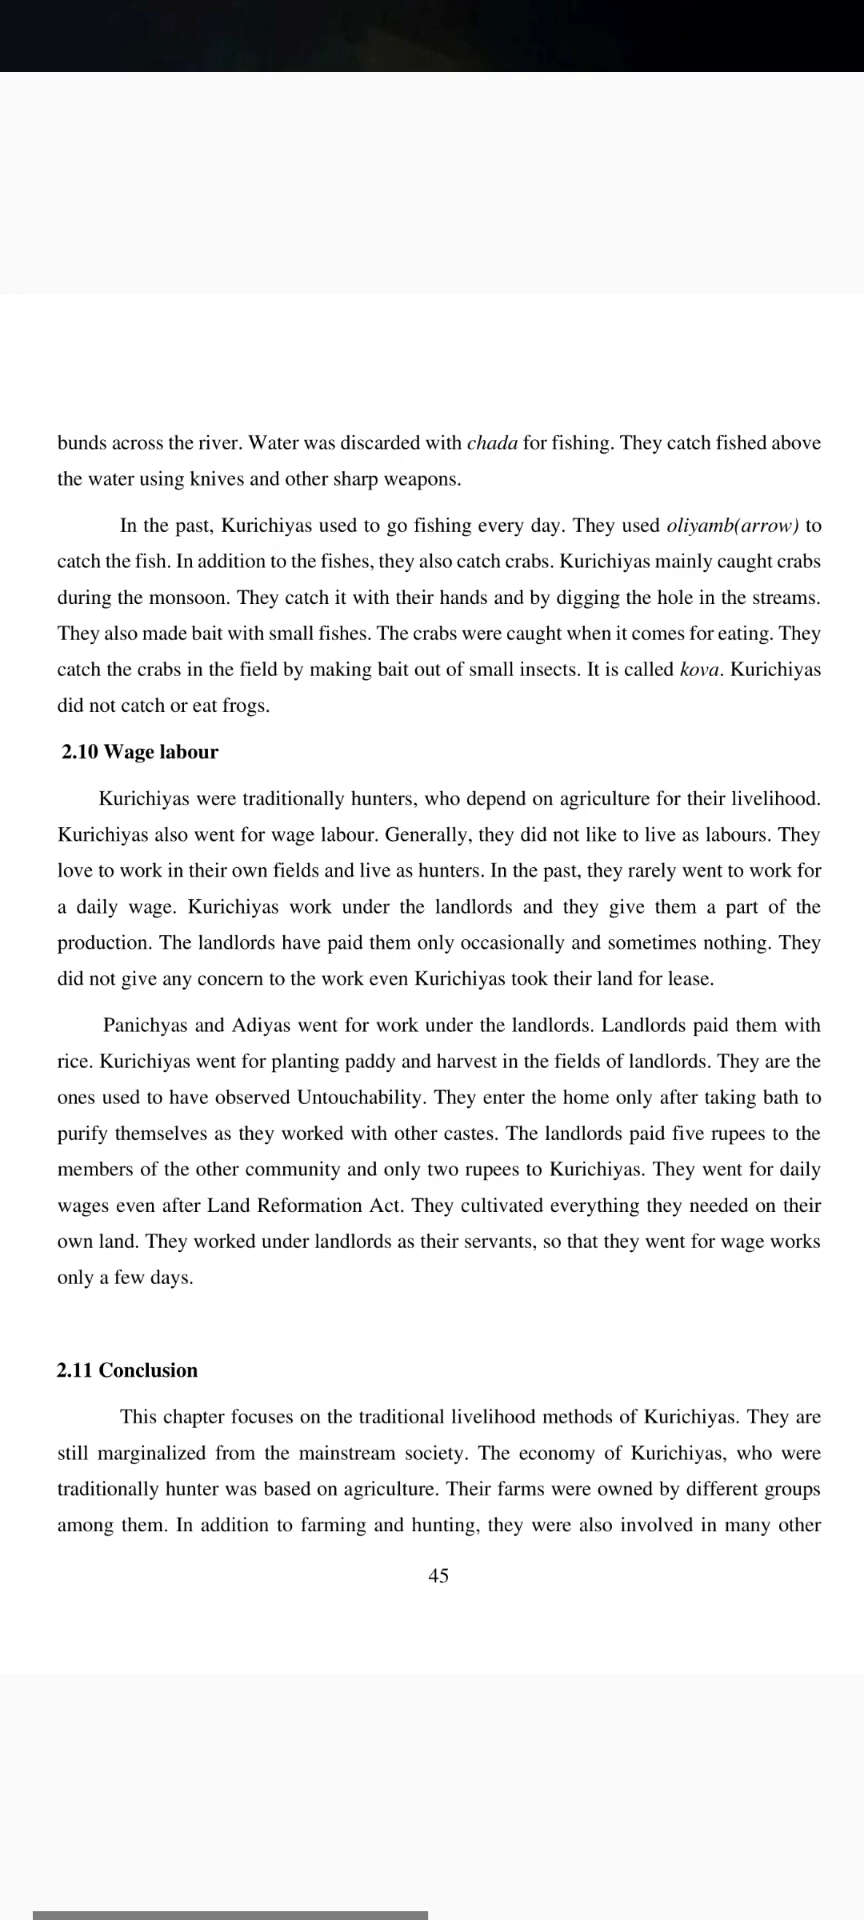 bunds across the river. Water was discarded with chada for fishing. They catch fished above
the water using knives and other sharp weapons.
In the past, Kurichiyas used to go fishing every day. They used oliyamb(arrow) to
catch the fish. In addition to the fishes, they also catch crabs. Kurichiyas mainly caught crabs
during the monsoon. They catch it with their hands and by digging the hole in the streams.
They also made bait with small fishes. The crabs were caught when it comes for eating. They
catch the crabs in the field by making bait out of small insects. It is called kova. Kurichiyas
did not catch or eat frogs.
2.10 Wage labour
Kurichiyas were traditionally hunters, who depend on agriculture for their livelihood.
Kurichiyas also went for wage labour. Generally, they did not like to live as labours. They
love to work in their own fields and live as hunters. In the past, they rarely went to work for
a daily wage. Kurichiyas work under the landlords and they give them a part of the
production. The landlords have paid them only occasionally and sometimes nothing. They
did not give any concern to the work even Kurichiyas took their land for lease.
Panichyas and Adiyas went for work under the landlords. Landlords paid them with
rice. Kurichiyas went for planting paddy and harvest in the fields of landlords. They are the
ones used to have observed Untouchability. They enter the home only after taking bath to
purify themselves as they worked with other castes. The landlords paid five rupees to the
members of the other community and only two rupees to Kurichiyas. They went for daily
wages even after Land Reformation Act. They cultivated everything they needed on their
own land. They worked under landlords as their servants, so that they went for wage works
only a few days.
2.11 Conclusion
This chapter focuses on the traditional livelihood methods of Kurichiyas. They are
still marginalized from the mainstream society. The economy of Kurichiyas, who were
traditionally hunter was based on agriculture. Their farms were owned by different groups
among them. In addition to farming and hunting, they were also involved in many other
45